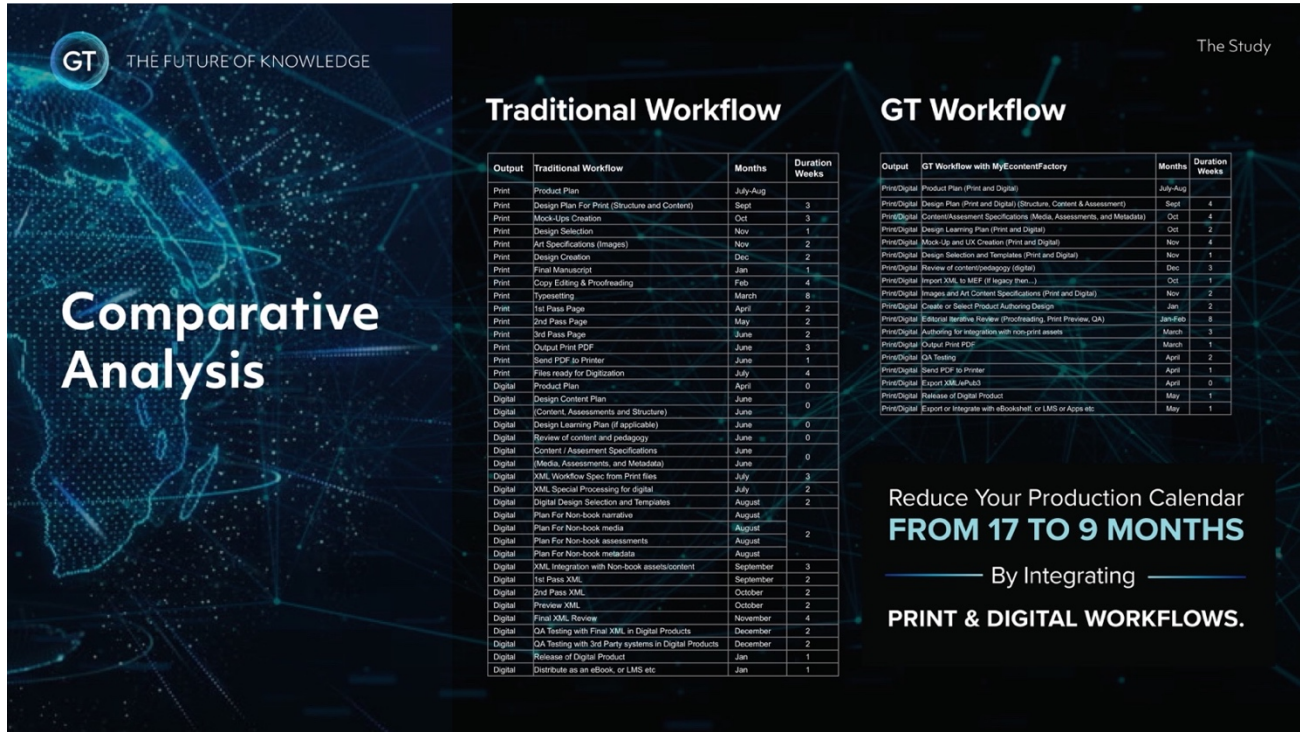 GT THE FUTURE OF KNOWLEDGE
The Study
Comparative
Analysis
Traditional Workflow
Output Traditional Workflow Months Duration Weeks
Print Product Plan July-Aug
Print Design Plan For Print (Structure and Content) Sept 3
Print Mock-Ups Creation Oct 3
Print Design Selection Nov 1
Print Art Specifications (Images) Nov 2
Print Design Creation Dec 2
Print Final Manuscript Jan 1
Print Copy Editing & Proofreading Feb 4
Print Typesetting March 8
Print 1st Pass Page April 2
Print 2nd Pass Page May 2
Print 3rd Pass Page June 2
Print Output Print PDF June 3
Print Send PDF to Printer June 1
Print Files ready for Digitization July 4
Digital Product Plan April 0
Digital Design Content Plan June 0
Digital (Content, Assessments and Structure) June
Digital Design Learning Plan (if applicable) June 0
Digital Review of content and pedagogy June 0
Digital Content / Assesment Specifications June 0
Digital (Media, Assessments, and Metadata) June
Digital XML Workflow Spec from Print files July 3
Digital XML Special Processing for digital July 2
Digital Digital Design Selection and Templates August 2
Digital Plan For Non-book narrative August 2
Digital Plan For Non-book media August
Digital Plan For Non-book assessments August
Digital Plan For Non-book metadata August
Digital XML Integration with Non-book assets/content September 3
Digital 1st Pass XML September 2
Digital 2nd Pass XML October 2
Digital Preview XML October 2
Digital Final XML Review November 4
Digital QA Testing with Final XML in Digital Products December 2
Digital QA Testing with 3rd Party systems in Digital Products December 2
Digital Release of Digital Product Jan 1
Digital Distribute as an eBook, or LMS etc Jan 1
GT Workflow
Output GT Workflow with MyEcontentFactory Months Duration Weeks
Print/Digital Product Plan (Print and Digital) July-Aug
Print/Digital Design Plan (Print and Digital) (Structure, Content & Assessment) Sept 4
Print/Digital Content/Assesment Specifications (Media, Assessments, and Metadata) Oct 4
Print/Digital Design Learning Plan (Print and Digital) Oct 2
Print/Digital Mock-Up and UX Creation (Print and Digital) Nov 4
Print/Digital Design Selection and Templates (Print and Digital) Nov 1
Print/Digital Review of content/pedagogy (digital) Dec 3
Print/Digital Import XML to MEF (If legacy then...) Oct 1
Print/Digital Images and Art Content Specifications (Print and Digital) Nov 2
Print/Digital Create or Select Product Authoring Design Jan 2
Print/Digital Editorial Iterative Review (Proofreading, Print Preview, QA) Jan-Feb 8
Print/Digital Authoring for integration with non-print assets March 3
Print/Digital Output Print PDF March 1
Print/Digital QA Testing April 2
Print/Digital Send PDF to Printer April 1
Print/Digital Export XML/ePub3 April 0
Print/Digital Release of Digital Product May 1
Print/Digital Export or Integrate with eBookshelf, or LMS or Apps etc May 1
Reduce Your Production Calendar
FROM 17 TO 9 MONTHS
By Integrating
PRINT & DIGITAL WORKFLOWS.